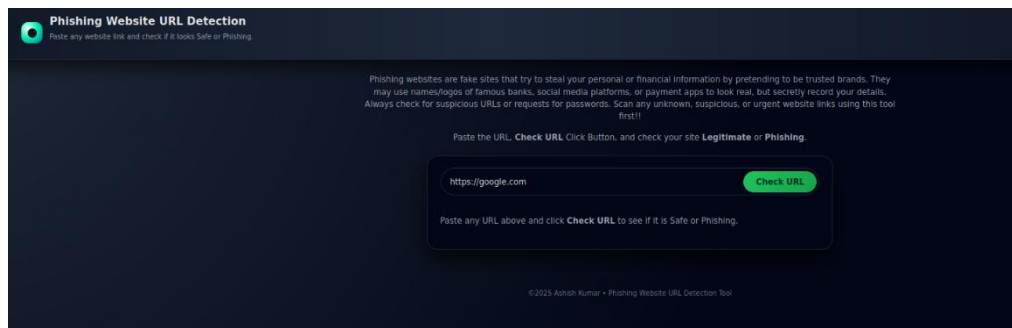 Phishing Website URL Detection
Paste any website link and check if it looks Safe or Phishing.
Phishing websites are fake sites that try to steal your personal or financial information by pretending to be trusted brands. They
may use names/logos of famous banks, social media platforms, or payment apps to look real, but secretly record your details.
Always check for suspicious URLs or requests for passwords. Scan any unknown, suspicious, or urgent website links using this tool
first!!
Paste the URL, Check URL Click Button, and check your site Legitimate or Phishing.
https://google.com
Check URL
Paste any URL above and click Check URL to see if it is Safe or Phishing.
©2025 Ashish Kumar • Phishing Website URL Detection Tool